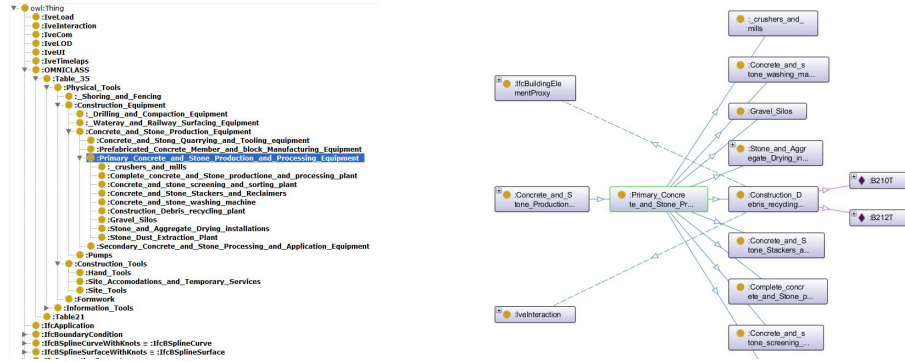 owl:Thing
:IveLoad
:IveInteraction
:IveCom
:IveLOD
:IveUI
:IveTimelaps
:OMNICLASS
:Table_35
:Physical_Tools
:_Shoring_and_Fencing
:Construction_Equipment
:_Drilling_and_Compaction_Equipment
:_Wateray_and_Railway_Surfacing_Equipment
:Concrete_and_Stone_Production_Equipment
:Concrete_and_Stong_Quarrying_and_Tooling_equipment
:Prefabricated_Concrete_Member_and_block_Manufacturing_Equipment
:Primary_Concrete_and_Stone_Production_and_Processing_Equipment
:_crushers_and_mills
:Complete_concrete_and_Stone_productione_and_processing_plant
:Concrete_and_stone_screening_and_sorting_plant
:Concrete_and_Stone_Stackers_and_Reclaimers
:Concrete_and_stone_washing_machine
:Construction_Debris_recycling_plant
:Gravel_Silos
:Stone_and_Aggregate_Drying_installations
:Stone_Dust_Extraction_Plant
:Secondary_Concrete_and_Stone_Processing_and_Application_Equipment
:Pumps
:Construction_Tools
:Hand_Tools
:Site_Accomodations_and_Temporary_Services
:Site_Tools
:Formwork
:Information_Tools
:Table21
:IfcApplication
:IfcBoundaryCondition
:IfcBSplineCurveWithKnots ≡ :IfcBSplineCurve
:IfcBSplineSurfaceWithKnots ≡ :IfcBSplineSurface
:_crushers_and_
mills
:Concrete_and_s
tone_washing_ma...
:IfcBuildingEle
mentProxy
:Gravel_Silos
:Stone_and_Aggr
egate_Drying_in...
:Concrete_and_S
tone_Production...
:Primary_Concre
te_and_Stone_Pr...
:Construction_D
ebris_recycling...
:B210T
:B212T
:Concrete_and_S
tone_Stackers_a...
:Complete_concr
ete_and_Stone_p...
:IveInteraction
:Concrete_and_s
tone_screening_...